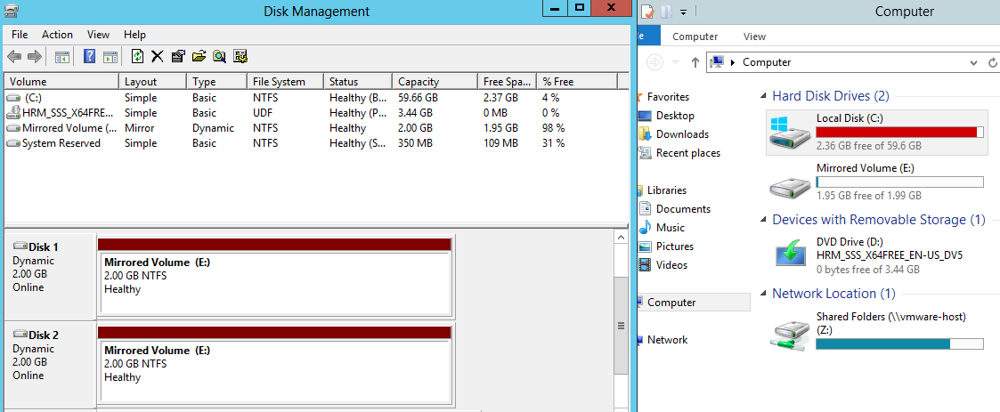 Disk Management
File Action View Help
Volume Layout Type File System Status Capacity Free Spa... % Free
(C:) Simple Basic NTFS Healthy (B... 59.66 GB 2.37 GB 4 %
HRM_SSS_X64FRE... Simple Basic UDF Healthy (P... 3.44 GB 0 MB 0 %
Mirrored Volume (... Mirror Dynamic NTFS Healthy 2.00 GB 1.95 GB 98 %
System Reserved Simple Basic NTFS Healthy (S... 350 MB 109 MB 31 %
Disk 1
Dynamic
2.00 GB
Online
Mirrored Volume (E:)
2.00 GB NTFS
Healthy
Disk 2
Dynamic
2.00 GB
Online
Mirrored Volume (E:)
2.00 GB NTFS
Healthy
Computer
Computer View
Computer
Favorites
Desktop
Downloads
Recent places
Libraries
Documents
Music
Pictures
Videos
Computer
Network
Hard Disk Drives (2)
Local Disk (C:)
2.36 GB free of 59.6 GB
Mirrored Volume (E:)
1.95 GB free of 1.99 GB
Devices with Removable Storage (1)
DVD Drive (D:)
HRM_SSS_X64FREE_EN-US_DV5
0 bytes free of 3.44 GB
Network Location (1)
Shared Folders (\\vmware-host)
(Z:)